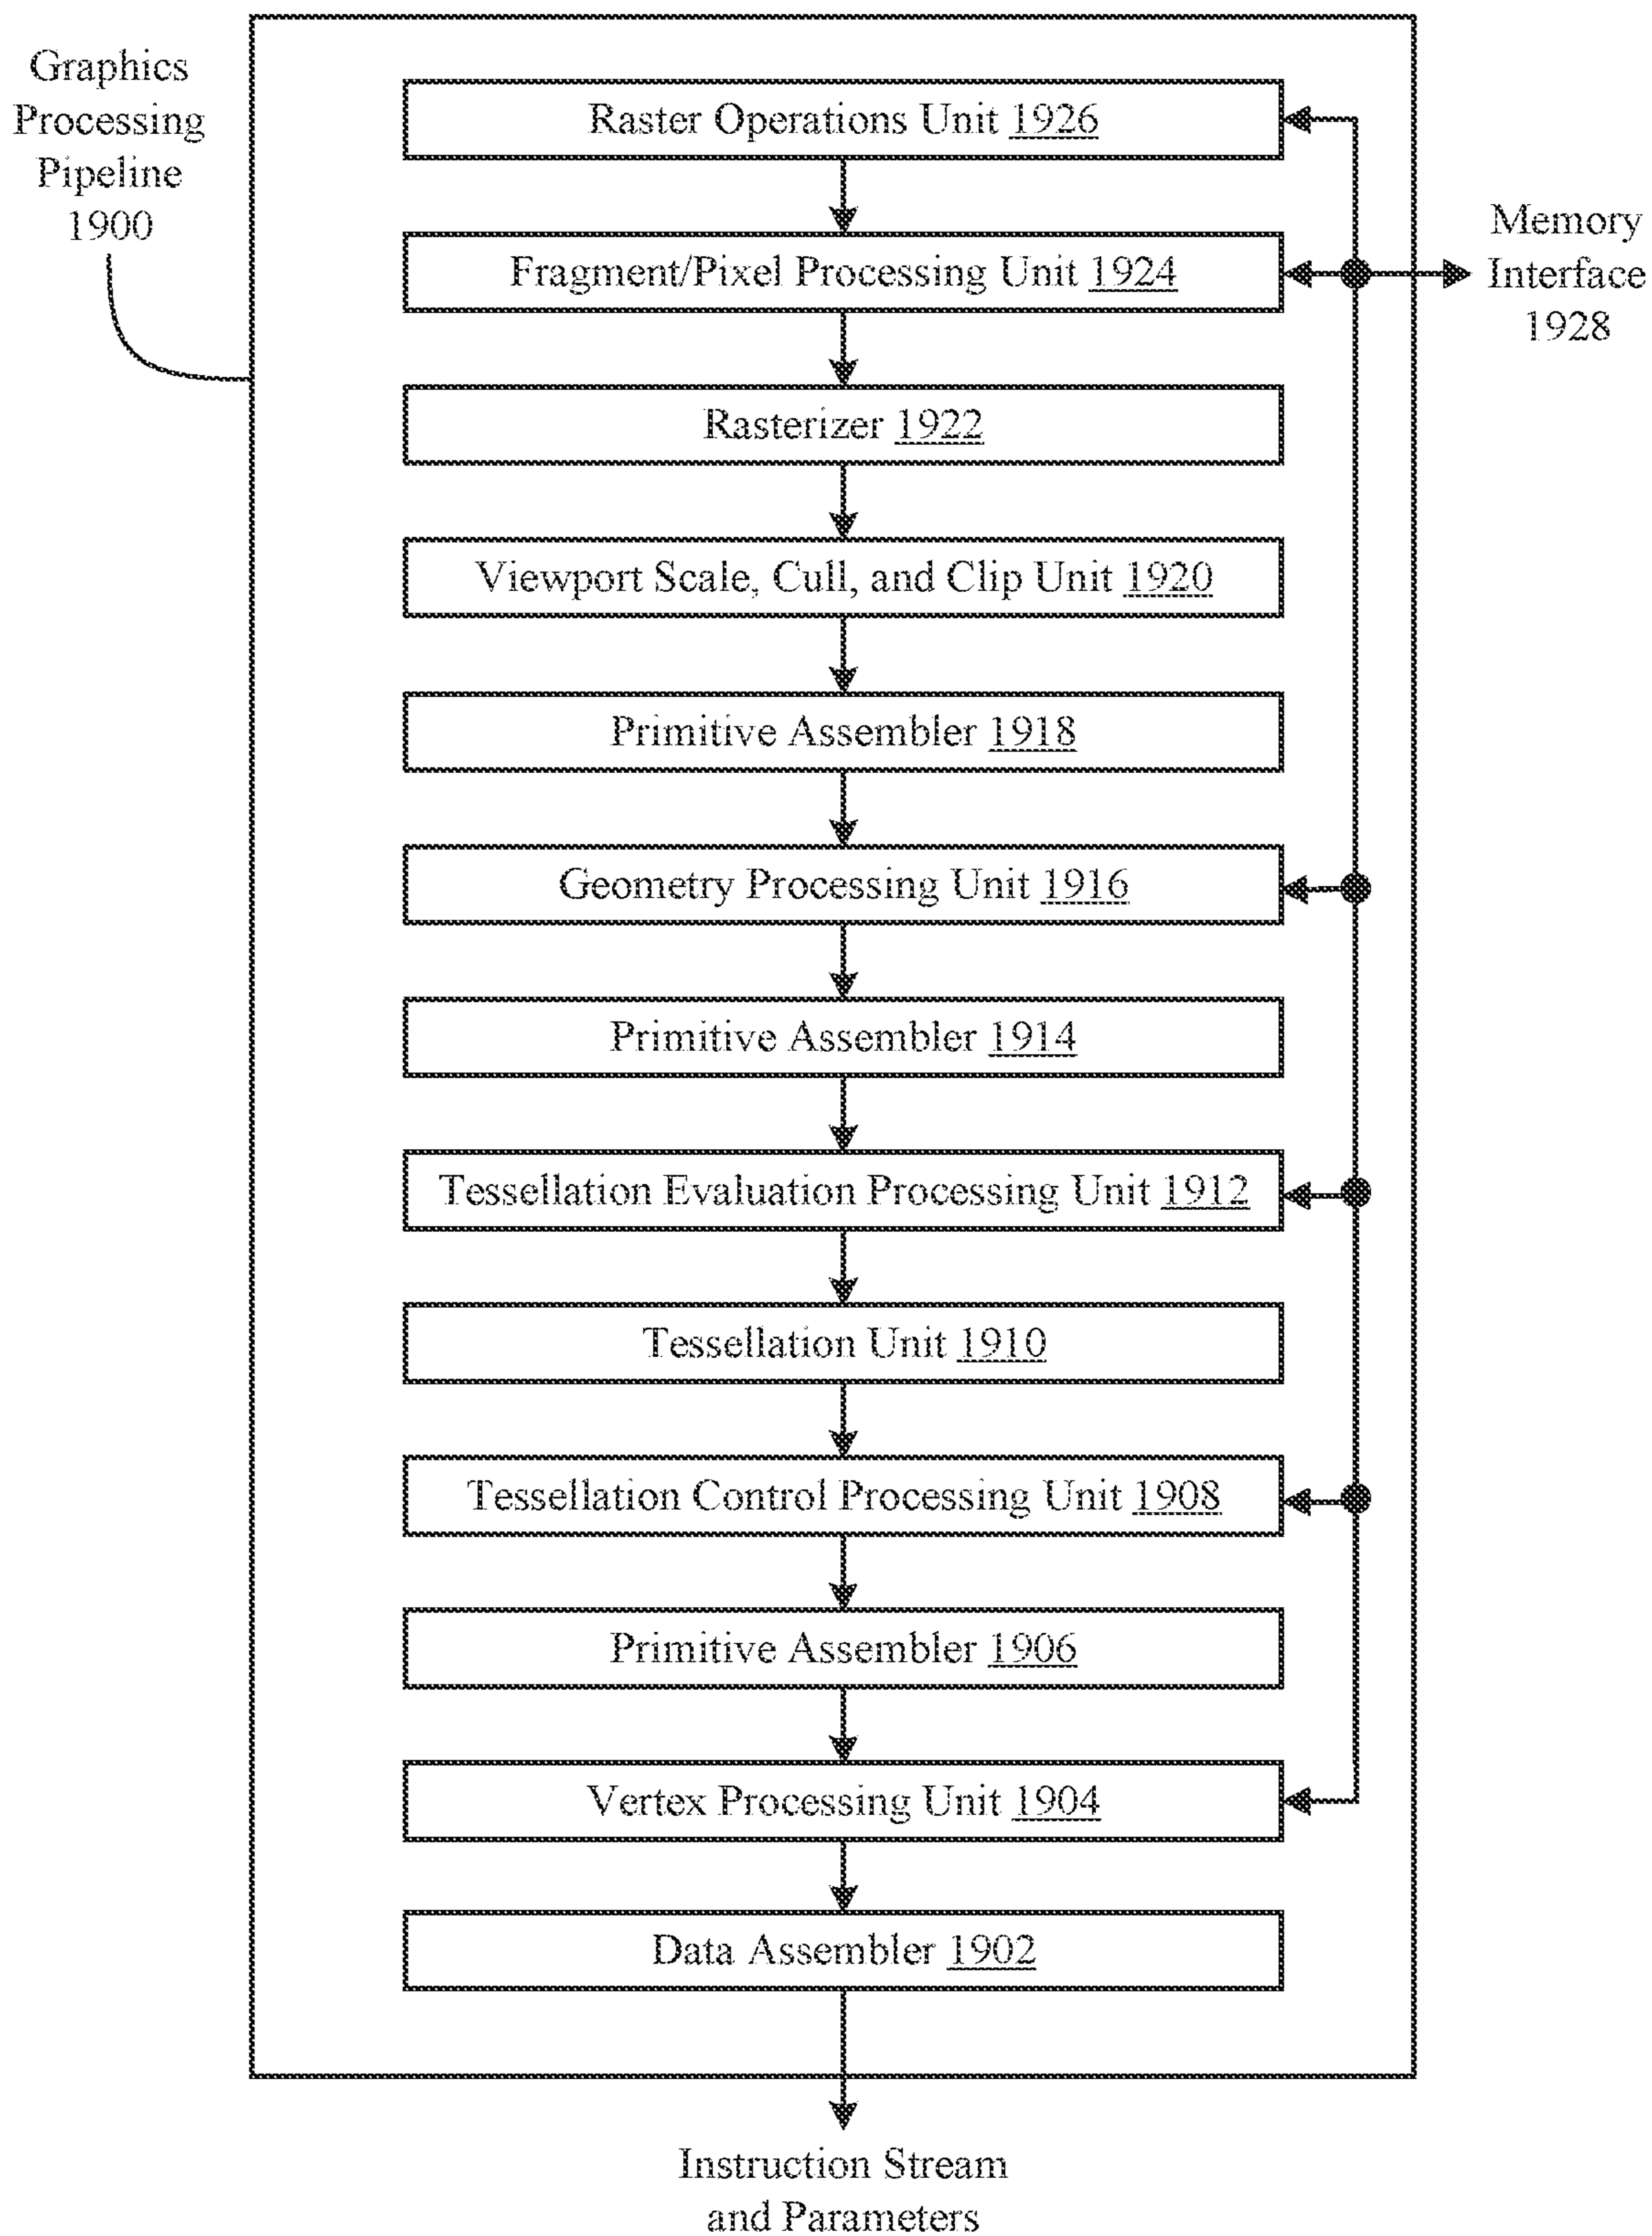 Graphics
Processing
Pipeline
1900
Raster Operations Unit 1926
Fragment/Pixel Processing Unit 1924
Memory
Interface
1928
Rasterizer 1922
Viewport Scale, Cull, and Clip Unit 1920
Primitive Assembler 1918
Geometry Processing Unit 1916
Primitive Assembler 1914
Tessellation Evaluation Processing Unit 1912
Tessellation Unit 1910
Tessellation Control Processing Unit 1908
Primitive Assembler 1906
Vertex Processing Unit 1904
Data Assembler 1902
Instruction Stream
and Parameters